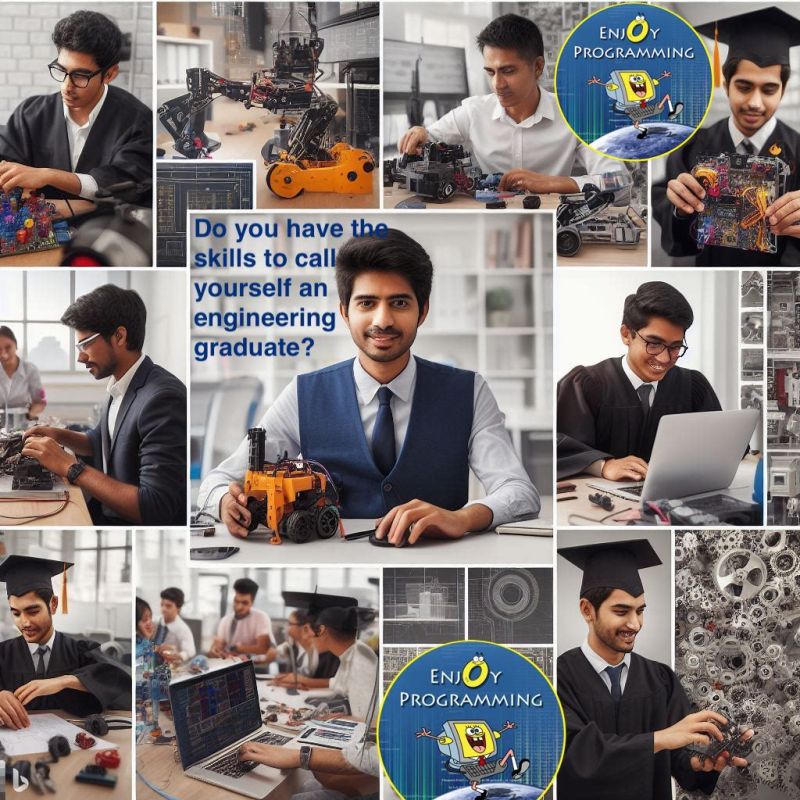 ENJOY
PROGRAMMING
Do you have the
skills to call
yourself an
engineering
graduate?
ENJOY
PROGRAMMING